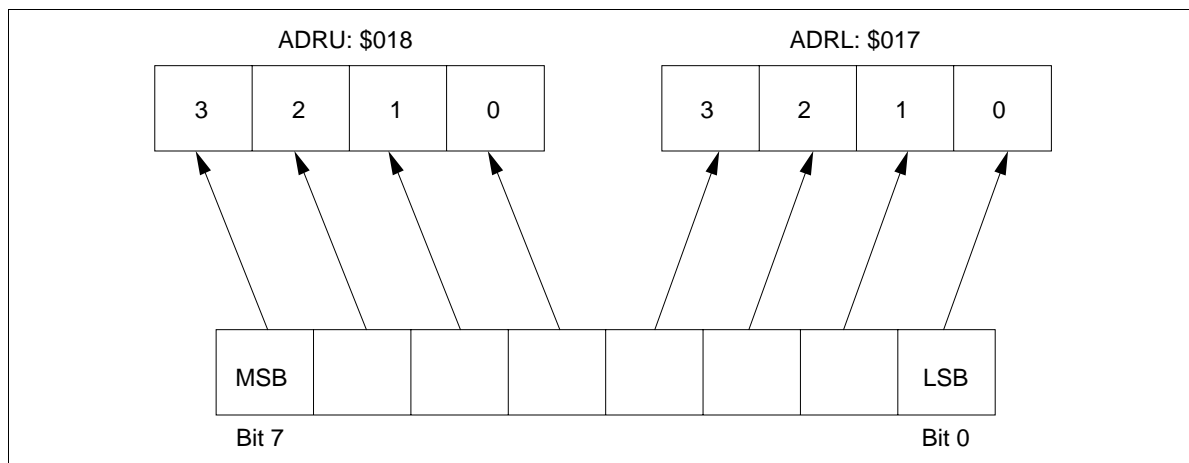 ADRU: $018 ADRL: $017
3 2 1 0 3 2 1 0
MSB LSB
Bit 7 Bit 0